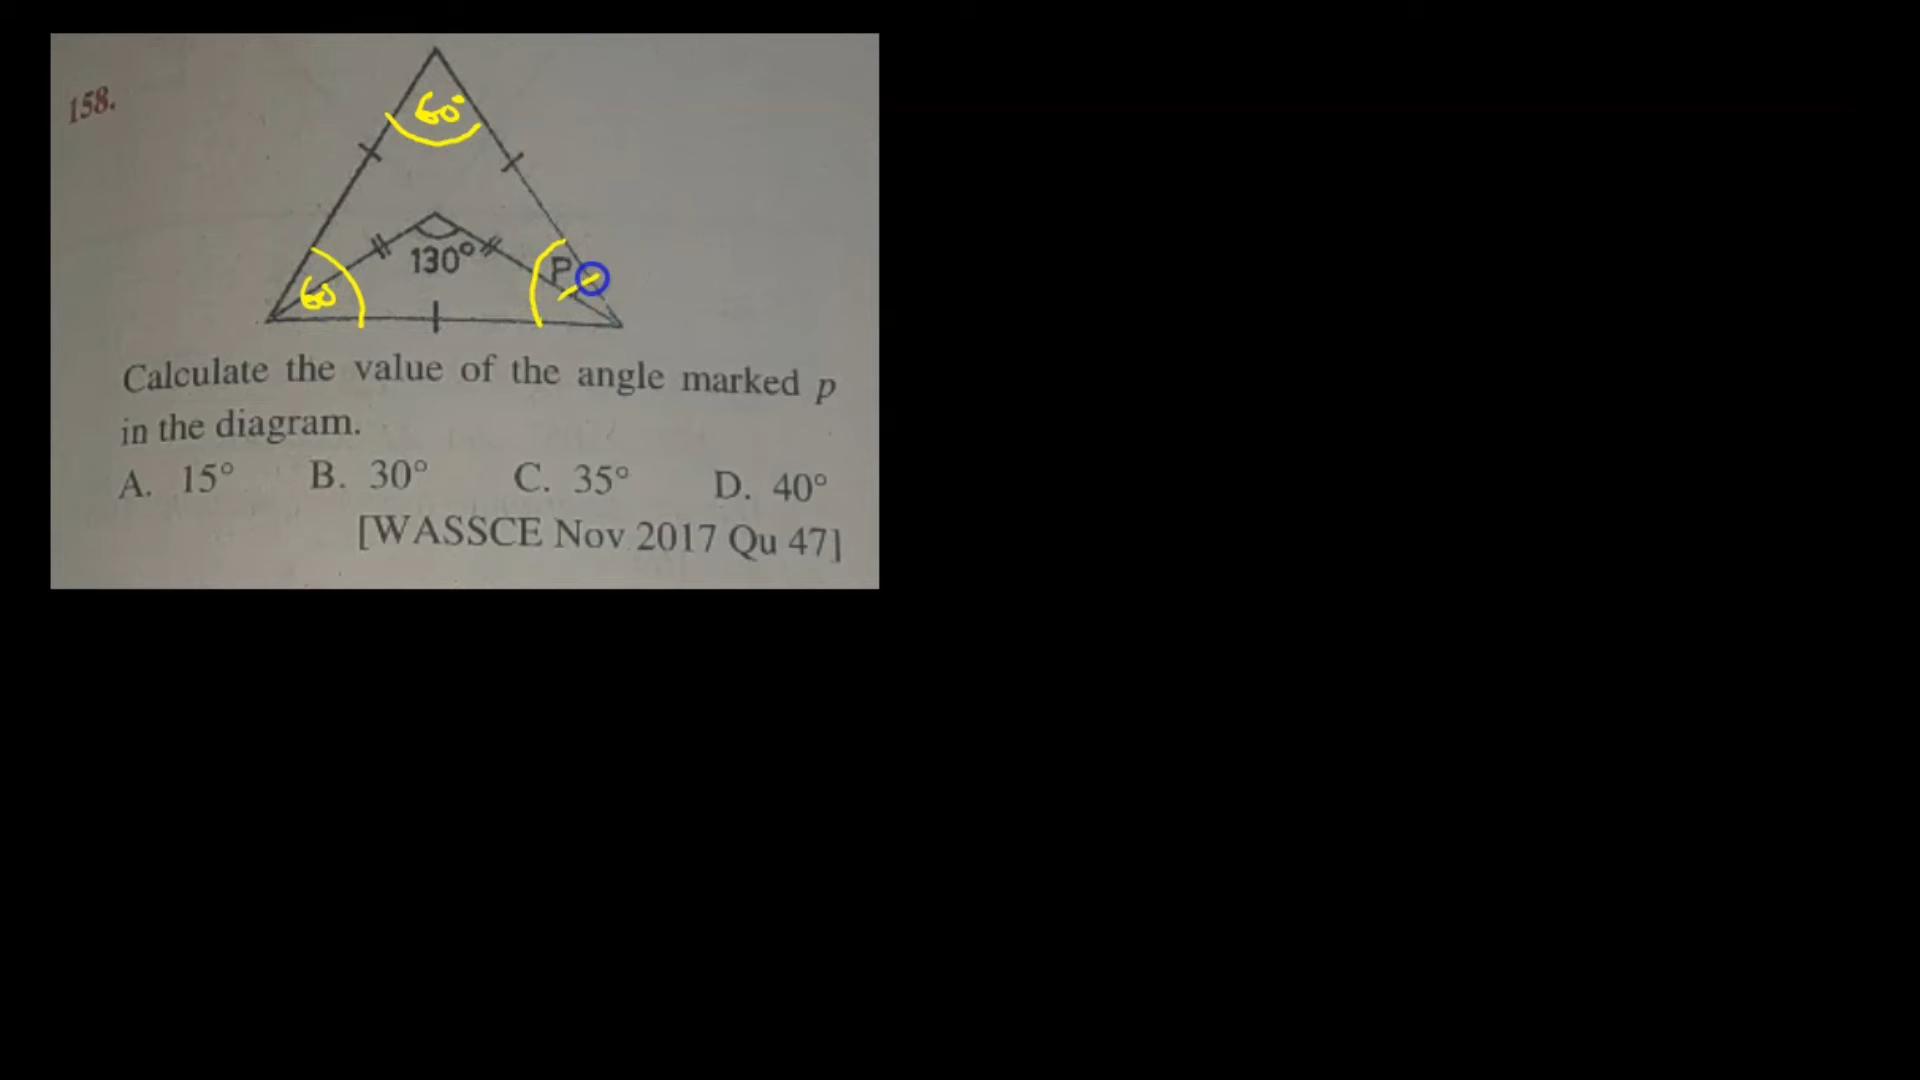 158.
60°
130°
P
60
Calculate the value of the angle marked p
in the diagram.
A. 15° B. 30° C. 35° D. 40°
[WASSCE Nov 2017 Qu 47]